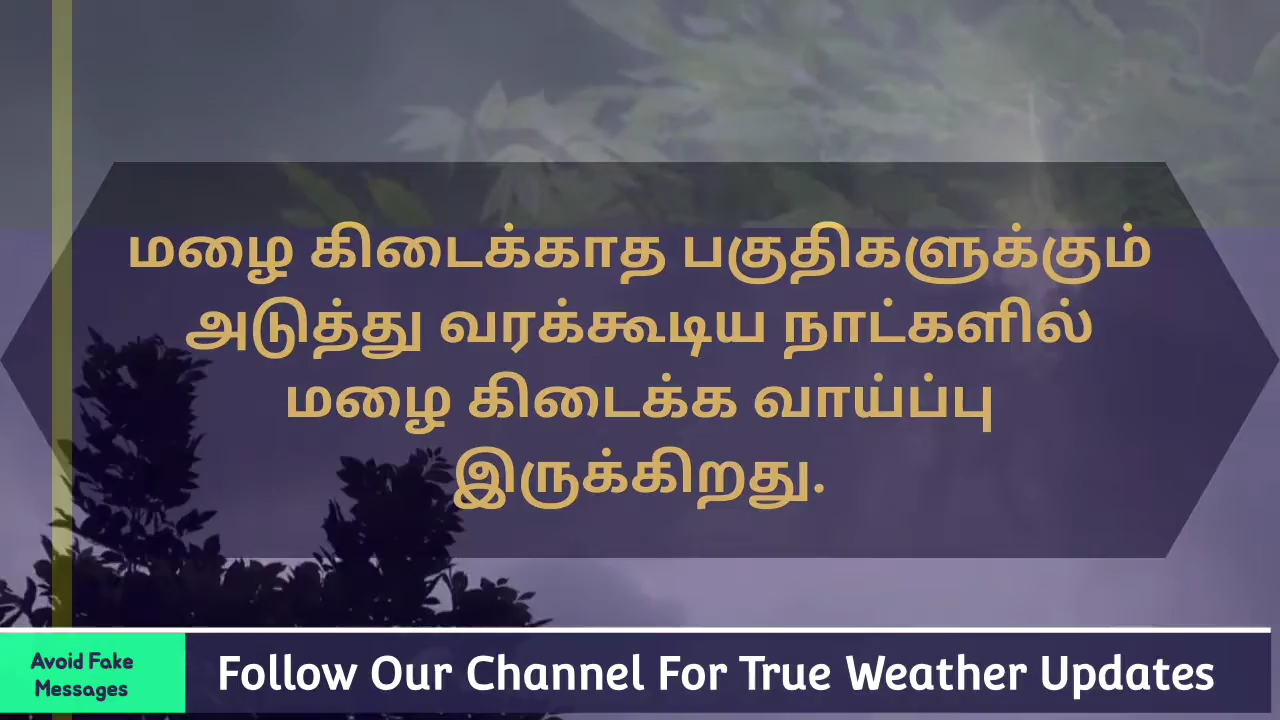 மழை கிடைக்காத பகுதிகளுக்கும்
அடுத்து வரக்கூடிய நாட்களில்
மழை கிடைக்க வாய்ப்பு
இருக்கிறது.
Avoid Fake
Messages
Follow Our Channel For True Weather Updates